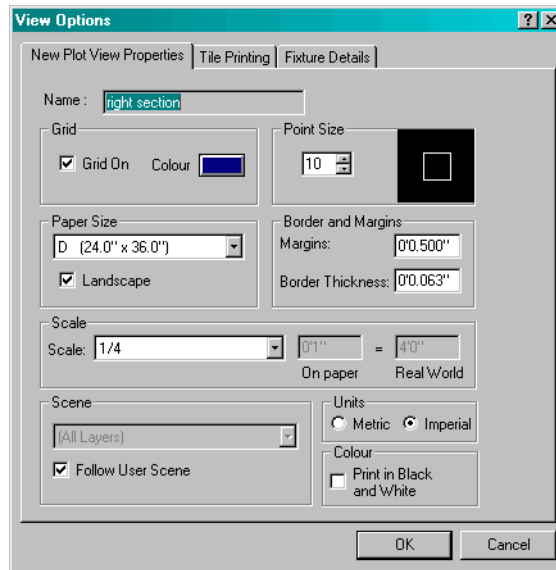 View Options
New Plot View Properties Tile Printing Fixture Details
Name : right section
Grid
Grid On Colour
Point Size
10
Paper Size
D (24.0" x 36.0")
Landscape
Border and Margins
Margins: 0'0.500"
Border Thickness: 0'0.063"
Scale
Scale: 1/4 0'1" = 4'0"
On paper Real World
Scene
(All Layers)
Follow User Scene
Units
Metric Imperial
Colour
Print in Black
and White
OK Cancel